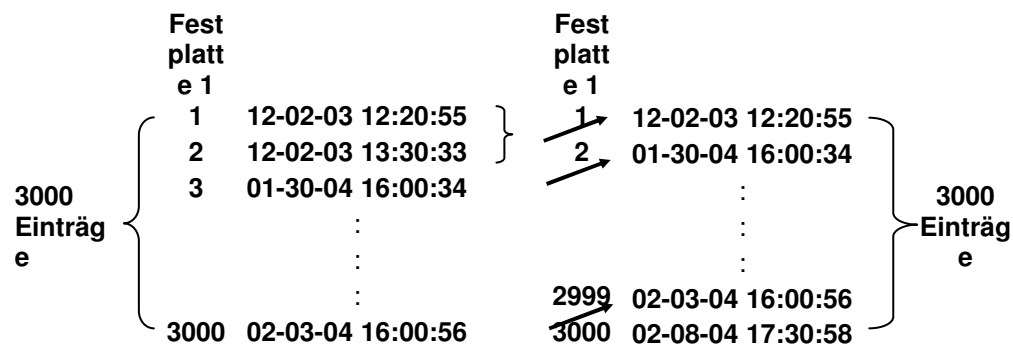 Fest
platt
e 1
1 12-02-03 12:20:55
2 12-02-03 13:30:33
3 01-30-04 16:00:34
:
:
:
3000 02-03-04 16:00:56
3000
Einträg
e
Fest
platt
e 1
1 12-02-03 12:20:55
2 01-30-04 16:00:34
:
:
:
2999 02-03-04 16:00:56
3000 02-08-04 17:30:58
3000
Einträg
e